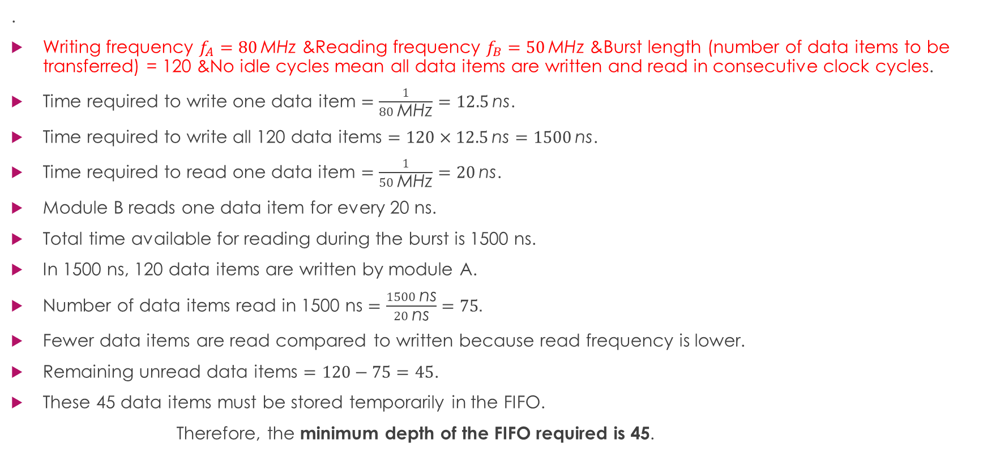 .
▶ Writing frequency f_A = 80 MHz &Reading frequency f_B = 50 MHz &Burst length (number of data items to be
transferred) = 120 &No idle cycles mean all data items are written and read in consecutive clock cycles.
▶ Time required to write one data item = 1/80 MHz = 12.5 ns.
▶ Time required to write all 120 data items = 120 × 12.5 ns = 1500 ns.
▶ Time required to read one data item = 1/50 MHz = 20 ns.
▶ Module B reads one data item for every 20 ns.
▶ Total time available for reading during the burst is 1500 ns.
▶ In 1500 ns, 120 data items are written by module A.
▶ Number of data items read in 1500 ns = 1500 ns/20 ns = 75.
▶ Fewer data items are read compared to written because read frequency is lower.
▶ Remaining unread data items = 120 − 75 = 45.
▶ These 45 data items must be stored temporarily in the FIFO.
Therefore, the minimum depth of the FIFO required is 45.